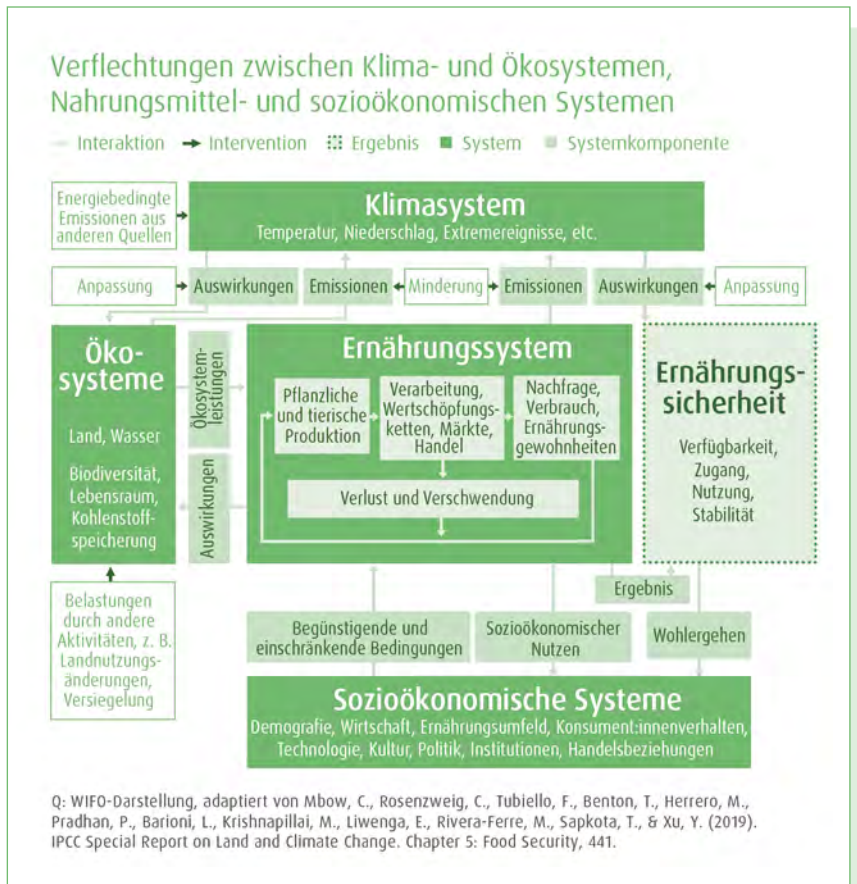 Verflechtungen zwischen Klima- und Ökosystemen,
Nahrungsmittel- und sozioökonomischen Systemen
Interaktion Intervention Ergebnis System Systemkomponente
Energiebedingte
Emissionen aus
anderen Quellen
Klimasystem
Temperatur, Niederschlag, Extremereignisse, etc.
Anpassung
Auswirkungen
Emissionen
Minderung
Emissionen
Auswirkungen
Anpassung
Öko-
systeme
Land, Wasser
Biodiversität,
Lebensraum,
Kohlenstoff-
speicherung
Ökosystem-
leistungen
Auswirkungen
Ernährungssystem
Pflanzliche
und tierische
Produktion
Verarbeitung,
Wertschöpfungs-
ketten, Märkte,
Handel
Nachfrage,
Verbrauch,
Ernährungs-
gewohnheiten
Verlust und Verschwendung
Ernährungs-
sicherheit
Verfügbarkeit,
Zugang,
Nutzung,
Stabilität
Belastungen
durch andere
Aktivitäten, z. B.
Landnutzungs-
änderungen,
Versiegelung
Ergebnis
Begünstigende und
einschränkende Bedingungen
Sozioökonomischer
Nutzen
Wohlergehen
Sozioökonomische Systeme
Demografie, Wirtschaft, Ernährungsumfeld, Konsument:innenverhalten,
Technologie, Kultur, Politik, Institutionen, Handelsbeziehungen
Q: WIFO-Darstellung, adaptiert von Mbow, C., Rosenzweig, C., Tubiello, F., Benton, T., Herrero, M.,
Pradhan, P., Barioni, L., Krishnapillai, M., Liwenga, E., Rivera-Ferre, M., Sapkota, T., & Xu, Y. (2019).
IPCC Special Report on Land and Climate Change. Chapter 5: Food Security, 441.